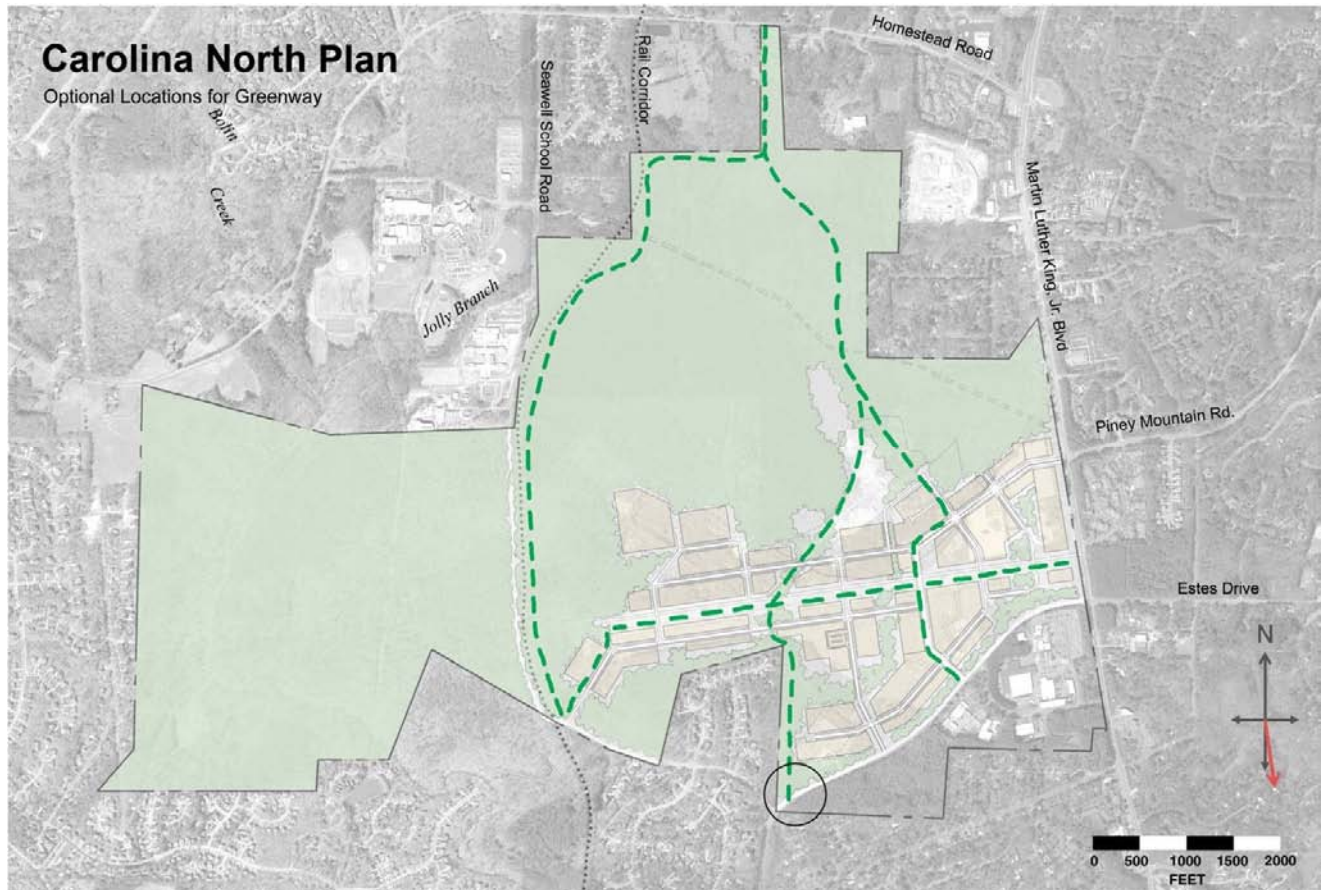 Carolina North Plan
Optional Locations for Greenway
Bolin
Creek
Seawell School Road
Rail Corridor
Homestead Road
Jolly Branch
Martin Luther King, Jr. Blvd
Piney Mountain Rd.
Estes Drive
N
0 500 1000 1500 2000
FEET